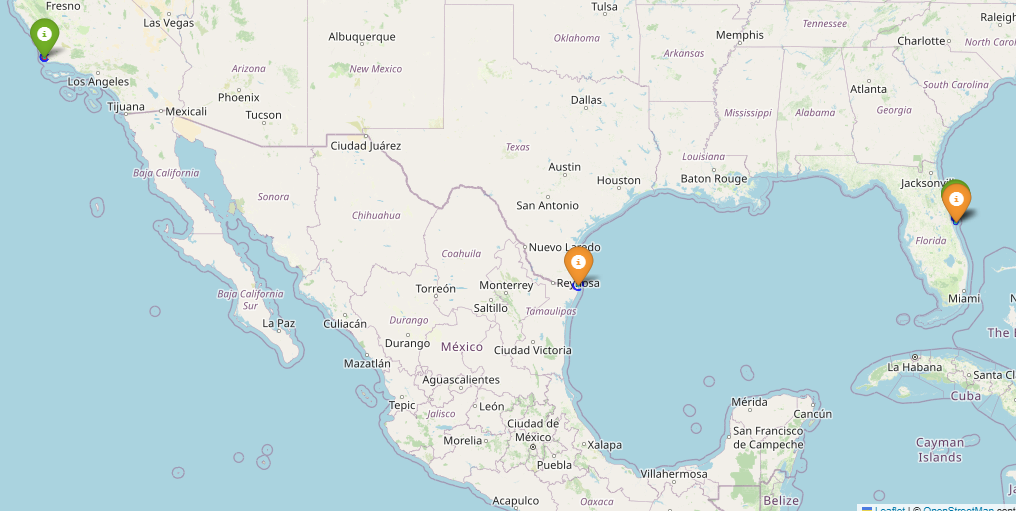 Fresno
Las Vegas
Tulsa
Raleigh
Albuquerque
Oklahoma
Memphis
Tennessee
Charlotte
North Caro
Arizona
New Mexico
Arkansas
Los Angeles
Phoenix
Dallas
Atlanta
South Carolina
Tijuana
Mexicali
Tucson
Mississippi
Alabama
Georgia
Ciudad Juárez
Texas
Louisiana
Baja California
Austin
Houston
Baton Rouge
Jacksonvill
Sonora
San Antonio
Chihuahua
Nuevo Laredo
Florida
Coahuila
i
i
i
Torreón
Monterrey
Reynosa
Baja California
Sur
Saltillo
Tamaulipas
Miami
La Paz
Culiacán
Durango
Durango
México
Ciudad Victoria
The
Mazatlán
La Habana
Santa Cl
Aguascalientes
Cuba
Tepic
Jalisco
León
Mérida
Cancún
Ciudad de
México
San Francisco
de Campeche
Morelia
Xalapa
Cayman
Islands
Puebla
Villahermosa
Acapulco
Oaxaca
Belize
Leaflet | © OpenStreetMap cont